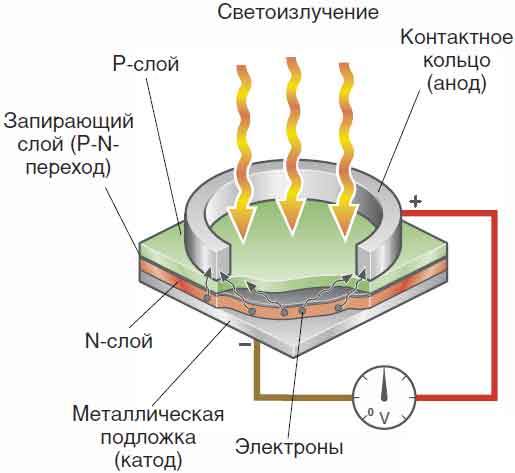 Светоизлучение
Контактное
кольцо
(анод)
P-слой
Запирающий
слой (P-N-
переход)
+
N-слой
–
Металлическая
подложка
(катод)
Электроны
0 V